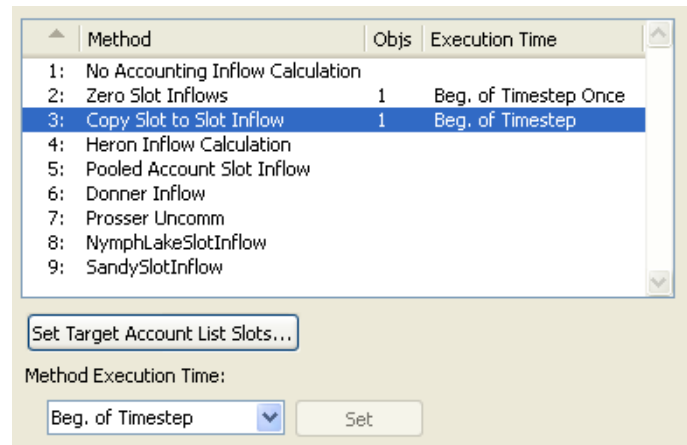 Method Objs Execution Time
1: No Accounting Inflow Calculation
2: Zero Slot Inflows 1 Beg. of Timestep Once
3: Copy Slot to Slot Inflow 1 Beg. of Timestep
4: Heron Inflow Calculation
5: Pooled Account Slot Inflow
6: Donner Inflow
7: Prosser Uncomm
8: NymphLakeSlotInflow
9: SandySlotInflow
Set Target Account List Slots...
Method Execution Time:
Beg. of Timestep Set